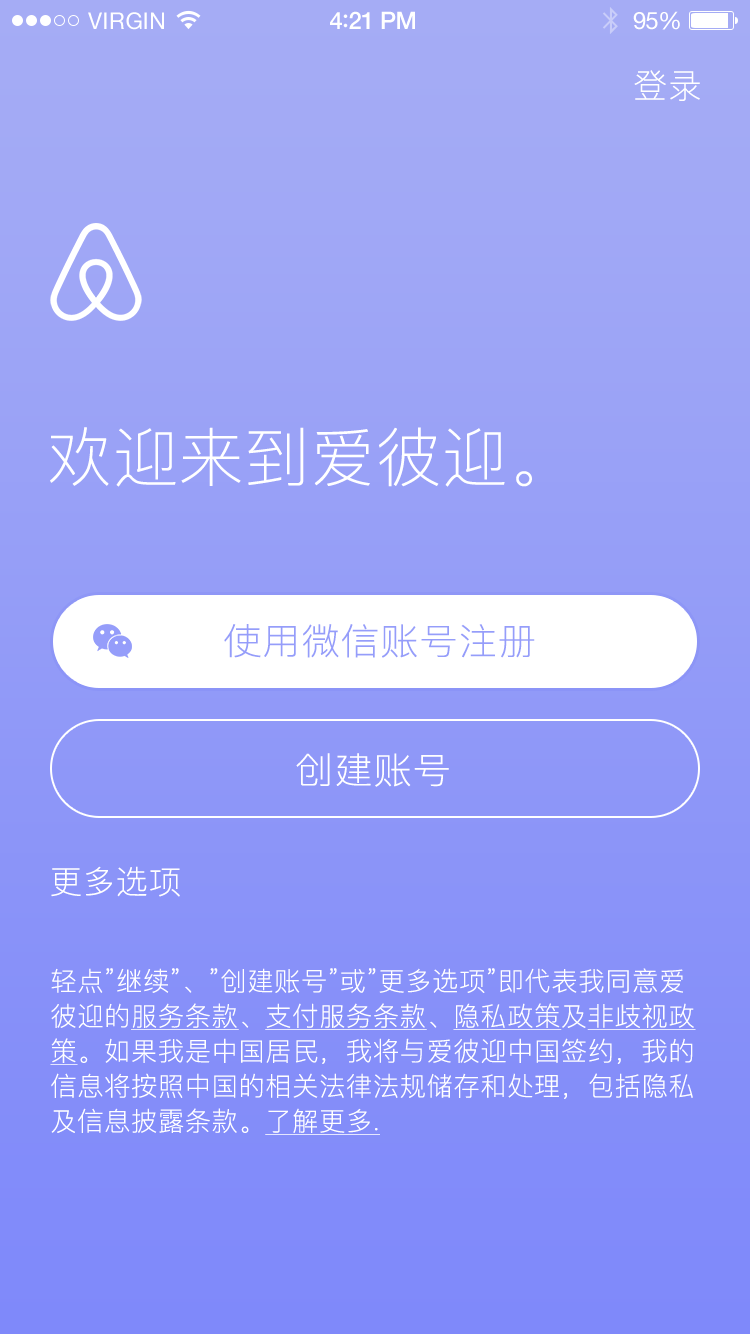 VIRGIN 4:21 PM 95%
登录
欢迎来到爱彼迎。
使用微信账号注册
创建账号
更多选项
轻点”继续”、”创建账号”或”更多选项”即代表我同意爱
彼迎的服务条款、支付服务条款、隐私政策及非歧视政
策。如果我是中国居民，我将与爱彼迎中国签约，我的
信息将按照中国的相关法律法规储存和处理，包括隐私
及信息披露条款。了解更多.